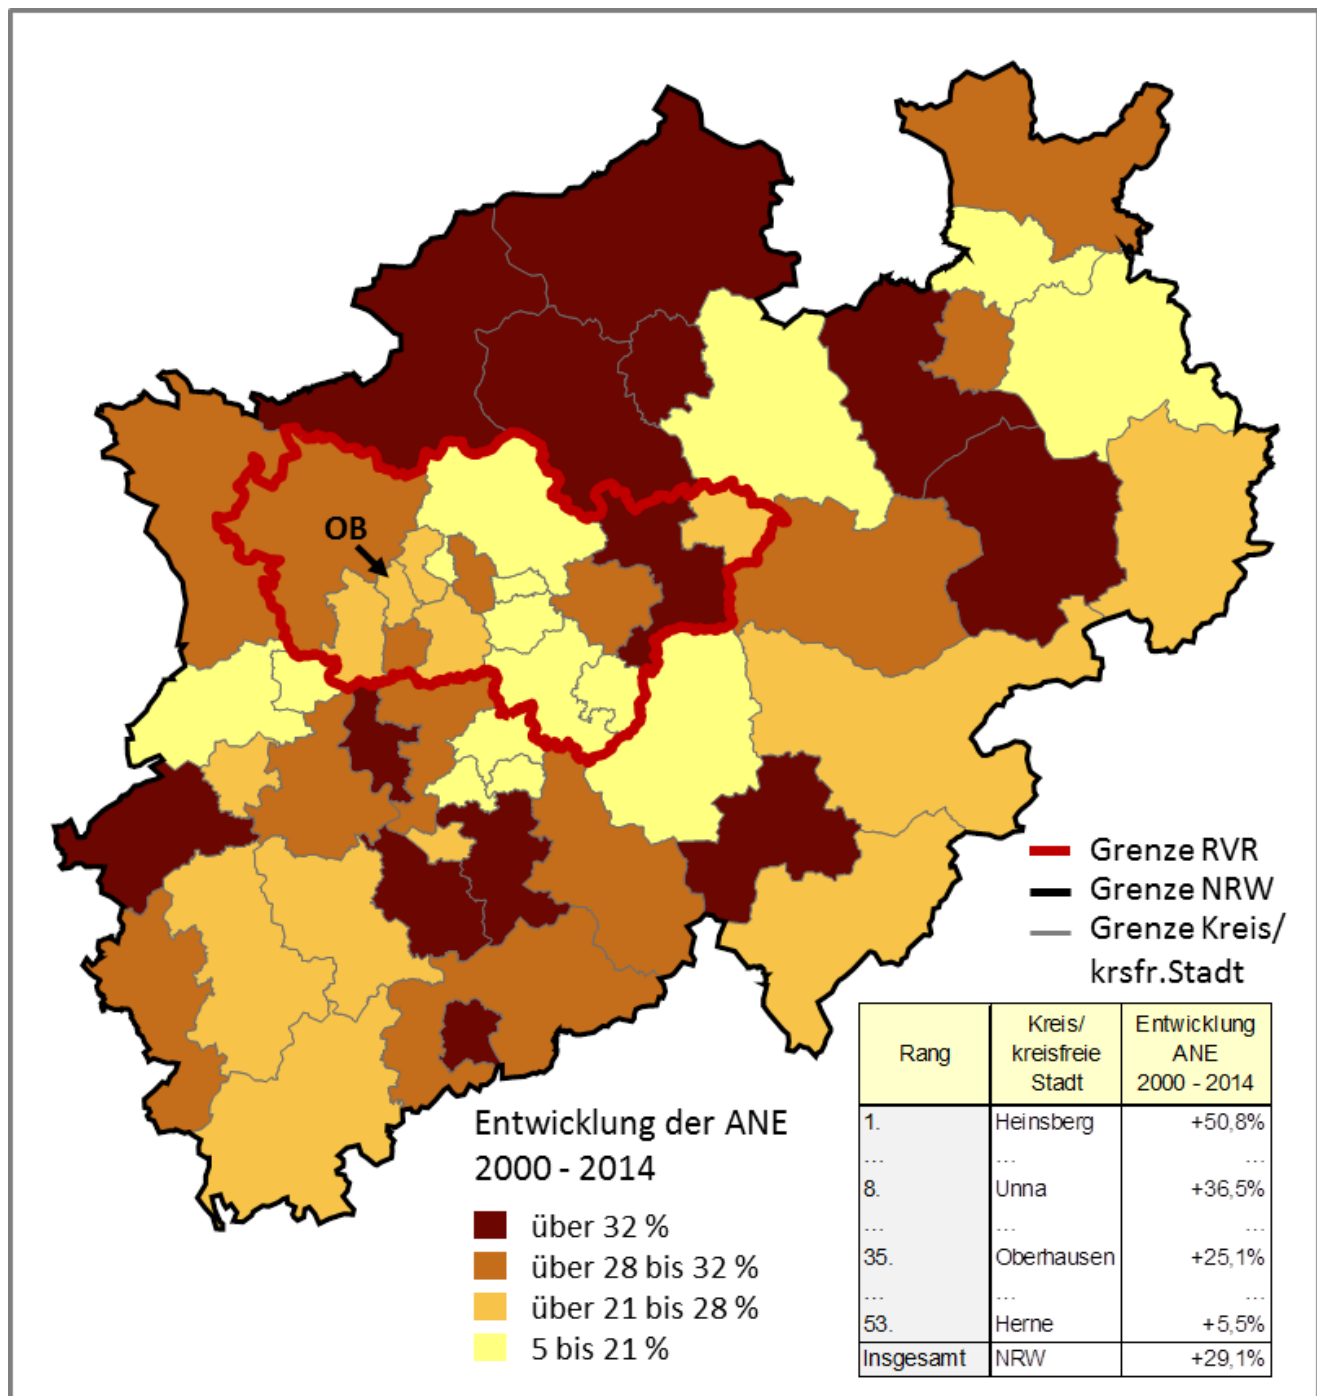 OB
Grenze RVR
Grenze NRW
Grenze Kreis/
krsfr.Stadt
Entwicklung der ANE
2000 - 2014
über 32 %
über 28 bis 32 %
über 21 bis 28 %
5 bis 21 %
Rang Kreis/ kreisfreie Stadt Entwicklung ANE 2000 - 2014
1. Heinsberg +50,8%
... ... ...
8. Unna +36,5%
... ... ...
35. Oberhausen +25,1%
... ... ...
53. Herne +5,5%
Insgesamt NRW +29,1%